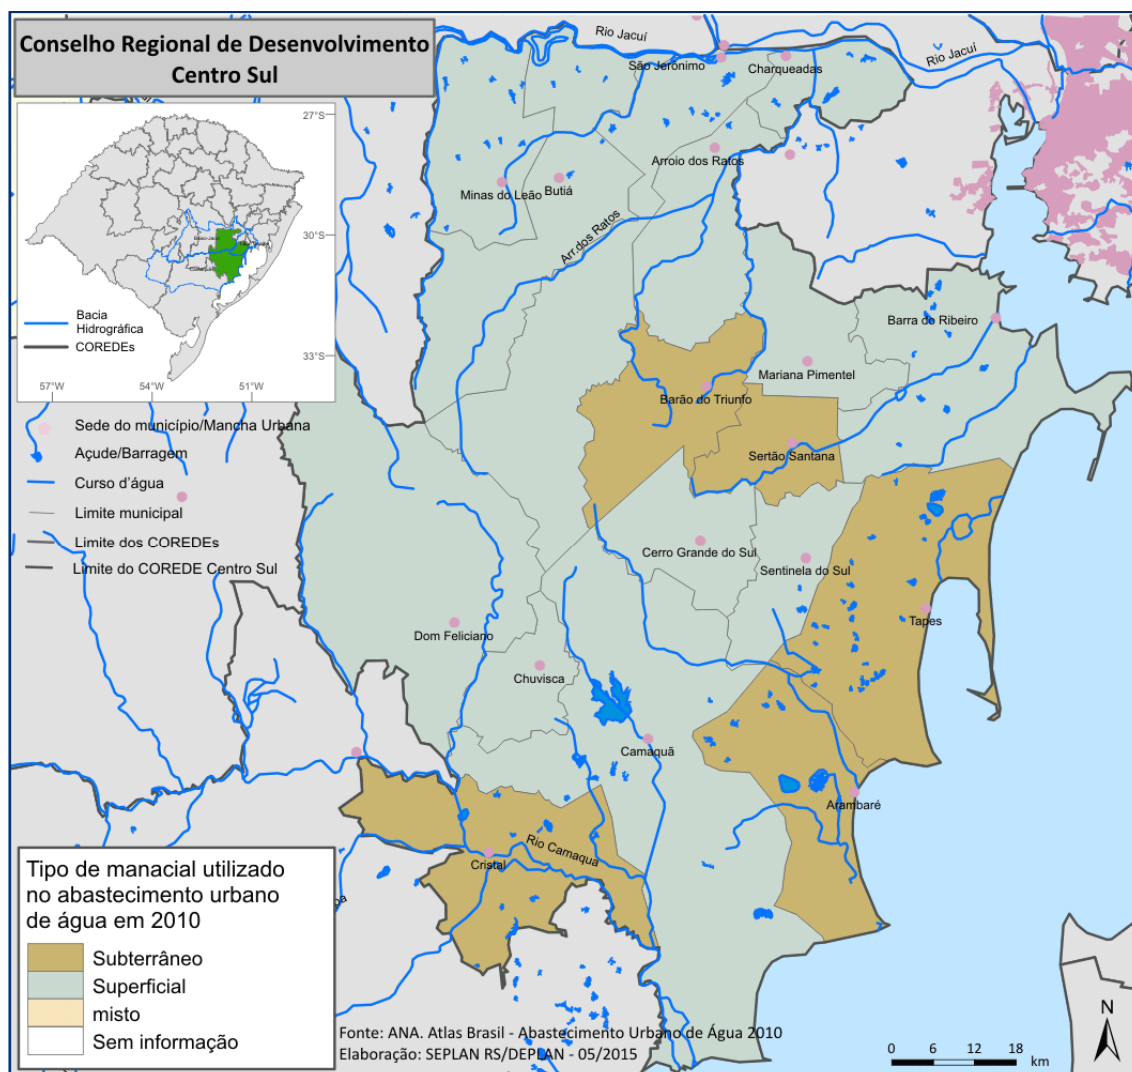 Conselho Regional de Desenvolvimento
Centro Sul
27°S
30°S
33°S
57°W
54°W
51°W
Bacia
Hidrográfica
COREDEs
Sede do município/Mancha Urbana
Açude/Barragem
Curso d'água
Limite municipal
Limite dos COREDEs
Limite do COREDE Centro Sul
Rio Jacuí
Rio Jacuí
São Jerônimo
Charqueadas
Arroio dos Ratos
Minas do Leão
Butiá
Arr.dos Ratos
Barra do Ribeiro
Mariana Pimentel
Barão do Triunfo
Sertão Santana
Cerro Grande do Sul
Sentinela do Sul
Tapes
Dom Feliciano
Chuvisca
Camaquã
Arambaré
Rio Camaqua
Cristal
Tipo de manacial utilizado
no abastecimento urbano
de água em 2010
Subterrâneo
Superficial
misto
Sem informação
Fonte: ANA. Atlas Brasil - Abastecimento Urbano de Água 2010
Elaboração: SEPLAN RS/DEPLAN - 05/2015
N
0 6 12 18
km